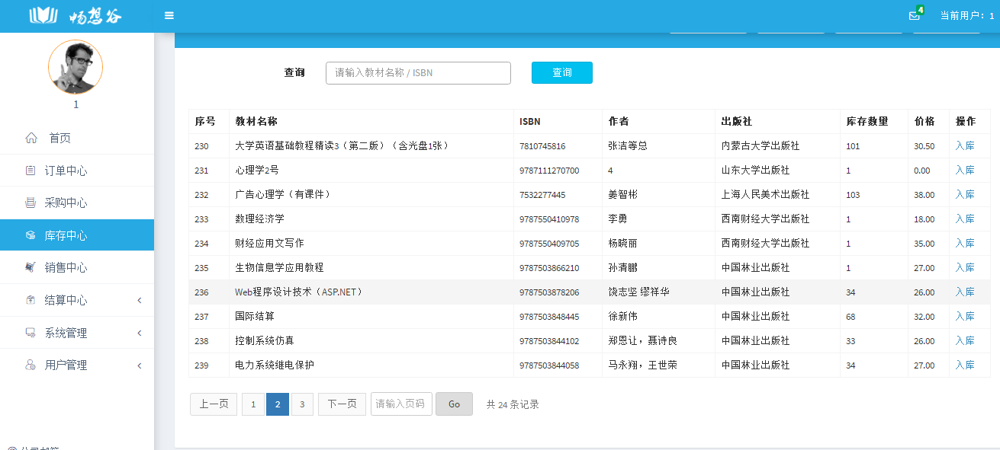 畅想谷
4
当前用户：1
1
首页
订单中心
采购中心
库存中心
销售中心
结算中心
系统管理
用户管理
查询 请输入教材名称 / ISBN 查询
序号 教材名称 ISBN 作者 出版社 库存数量 价格 操作
230 大学英语基础教程精读3（第二版）（含光盘1张） 7810745816 张洁等总 内蒙古大学出版社 101 30.50 入库
231 心理学2号 9787111270700 4 山东大学出版社 1 0.00 入库
232 广告心理学（有课件） 7532277445 姜智彬 上海人民美术出版社 103 38.00 入库
233 数理经济学 9787550410978 李勇 西南财经大学出版社 1 18.00 入库
234 财经应用文写作 9787550409705 杨晓丽 西南财经大学出版社 1 35.00 入库
235 生物信息学应用教程 9787503866210 孙清鹏 中国林业出版社 1 27.00 入库
236 Web程序设计技术（ASP.NET） 9787503878206 饶志坚 缪祥华 中国林业出版社 34 26.00 入库
237 国际结算 9787503848445 徐新伟 中国林业出版社 68 32.00 入库
238 控制系统仿真 9787503844102 郑恩让，聂诗良 中国林业出版社 33 26.00 入库
239 电力系统继电保护 9787503844058 马永翔，王世荣 中国林业出版社 34 27.00 入库
上一页 1 2 3 下一页 请输入页码 Go 共 24 条记录